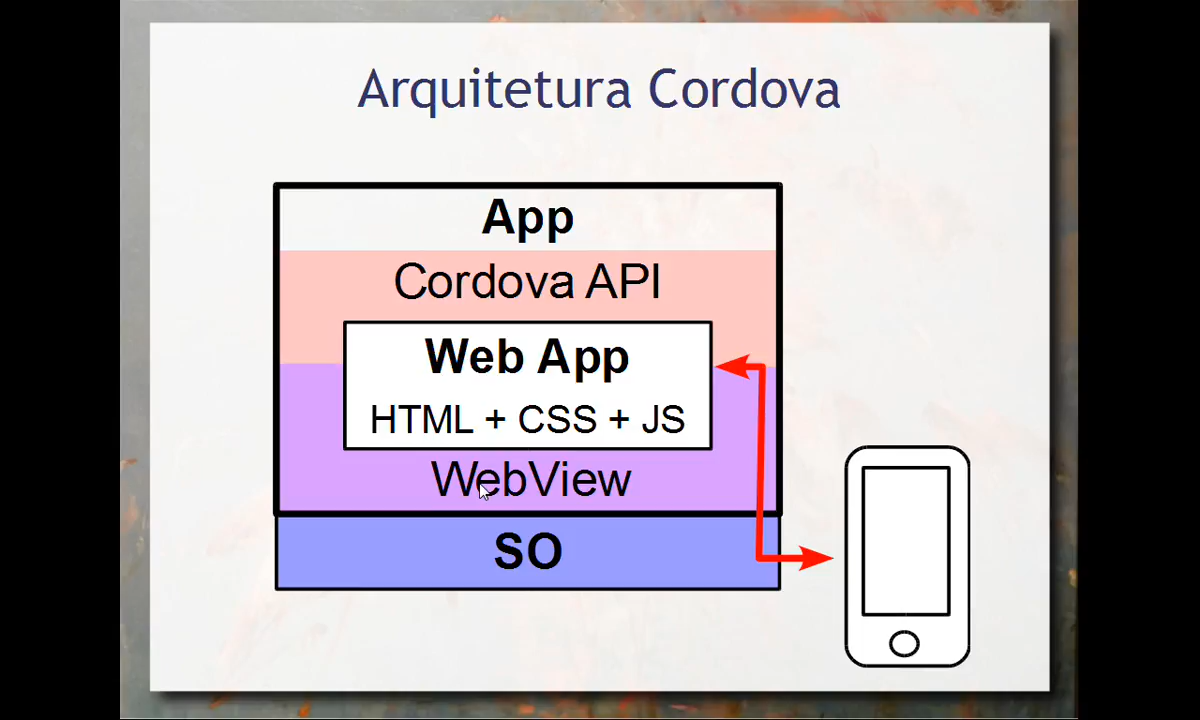 Arquitetura Cordova
App
Cordova API
Web App
HTML + CSS + JS
WebView
SO